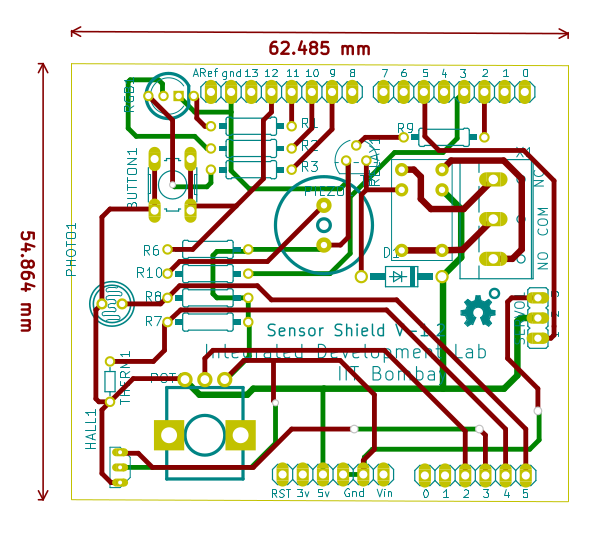 62.485 mm
54.864 mm
ARef gnd 13 12 11 10 9 8
7 6 5 4 3 2 1 0
RGB1
R1
R2
R3
R9
BUTTON1
PIEZO
RELAY1
K1
NO COM NC
D1
PHOTO1
R6
R10
R8
R7
SERVO
1 2 3
Sensor Shield V-1.2
Integrated Development Lab
IIT Bombay
THERM1
POT
HALL1
RST 3v 5v Gnd Vin
0 1 2 3 4 5